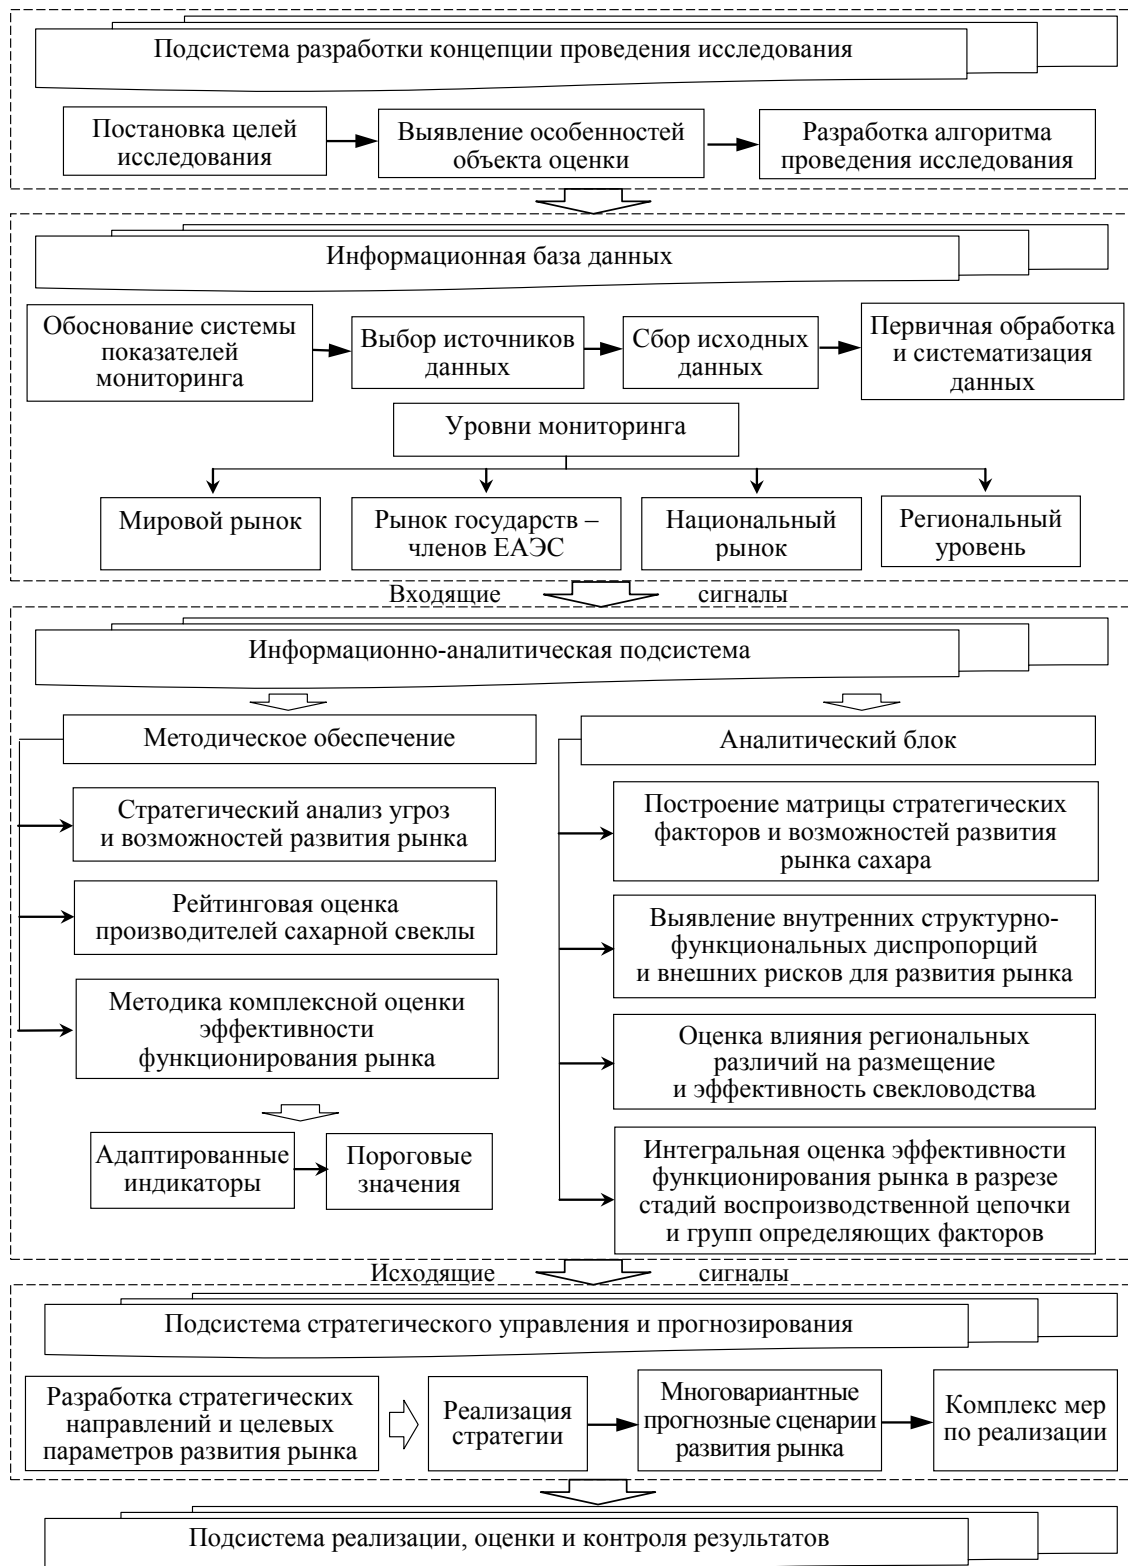 Подсистема разработки концепции проведения исследования
Постановка целей
исследования
Выявление особенностей
объекта оценки
Разработка алгоритма
проведения исследования
Информационная база данных
Обоснование системы
показателей
мониторинга
Выбор источников
данных
Сбор исходных
данных
Первичная обработка
и систематизация
данных
Уровни мониторинга
Мировой рынок
Рынок государств –
членов ЕАЭС
Национальный
рынок
Региональный
уровень
Входящие сигналы
Информационно-аналитическая подсистема
Методическое обеспечение
Стратегический анализ угроз
и возможностей развития рынка
Рейтинговая оценка
производителей сахарной свеклы
Методика комплексной оценки
эффективности
функционирования рынка
Адаптированные
индикаторы
Пороговые
значения
Аналитический блок
Построение матрицы стратегических
факторов и возможностей развития
рынка сахара
Выявление внутренних структурно-
функциональных диспропорций
и внешних рисков для развития рынка
Оценка влияния региональных
различий на размещение
и эффективность свекловодства
Интегральная оценка эффективности
функционирования рынка в разрезе
стадий воспроизводственной цепочки
и групп определяющих факторов
Исходящие сигналы
Подсистема стратегического управления и прогнозирования
Разработка стратегических
направлений и целевых
параметров развития рынка
Реализация
стратегии
Многовариантные
прогнозные сценарии
развития рынка
Комплекс мер
по реализации
Подсистема реализации, оценки и контроля результатов